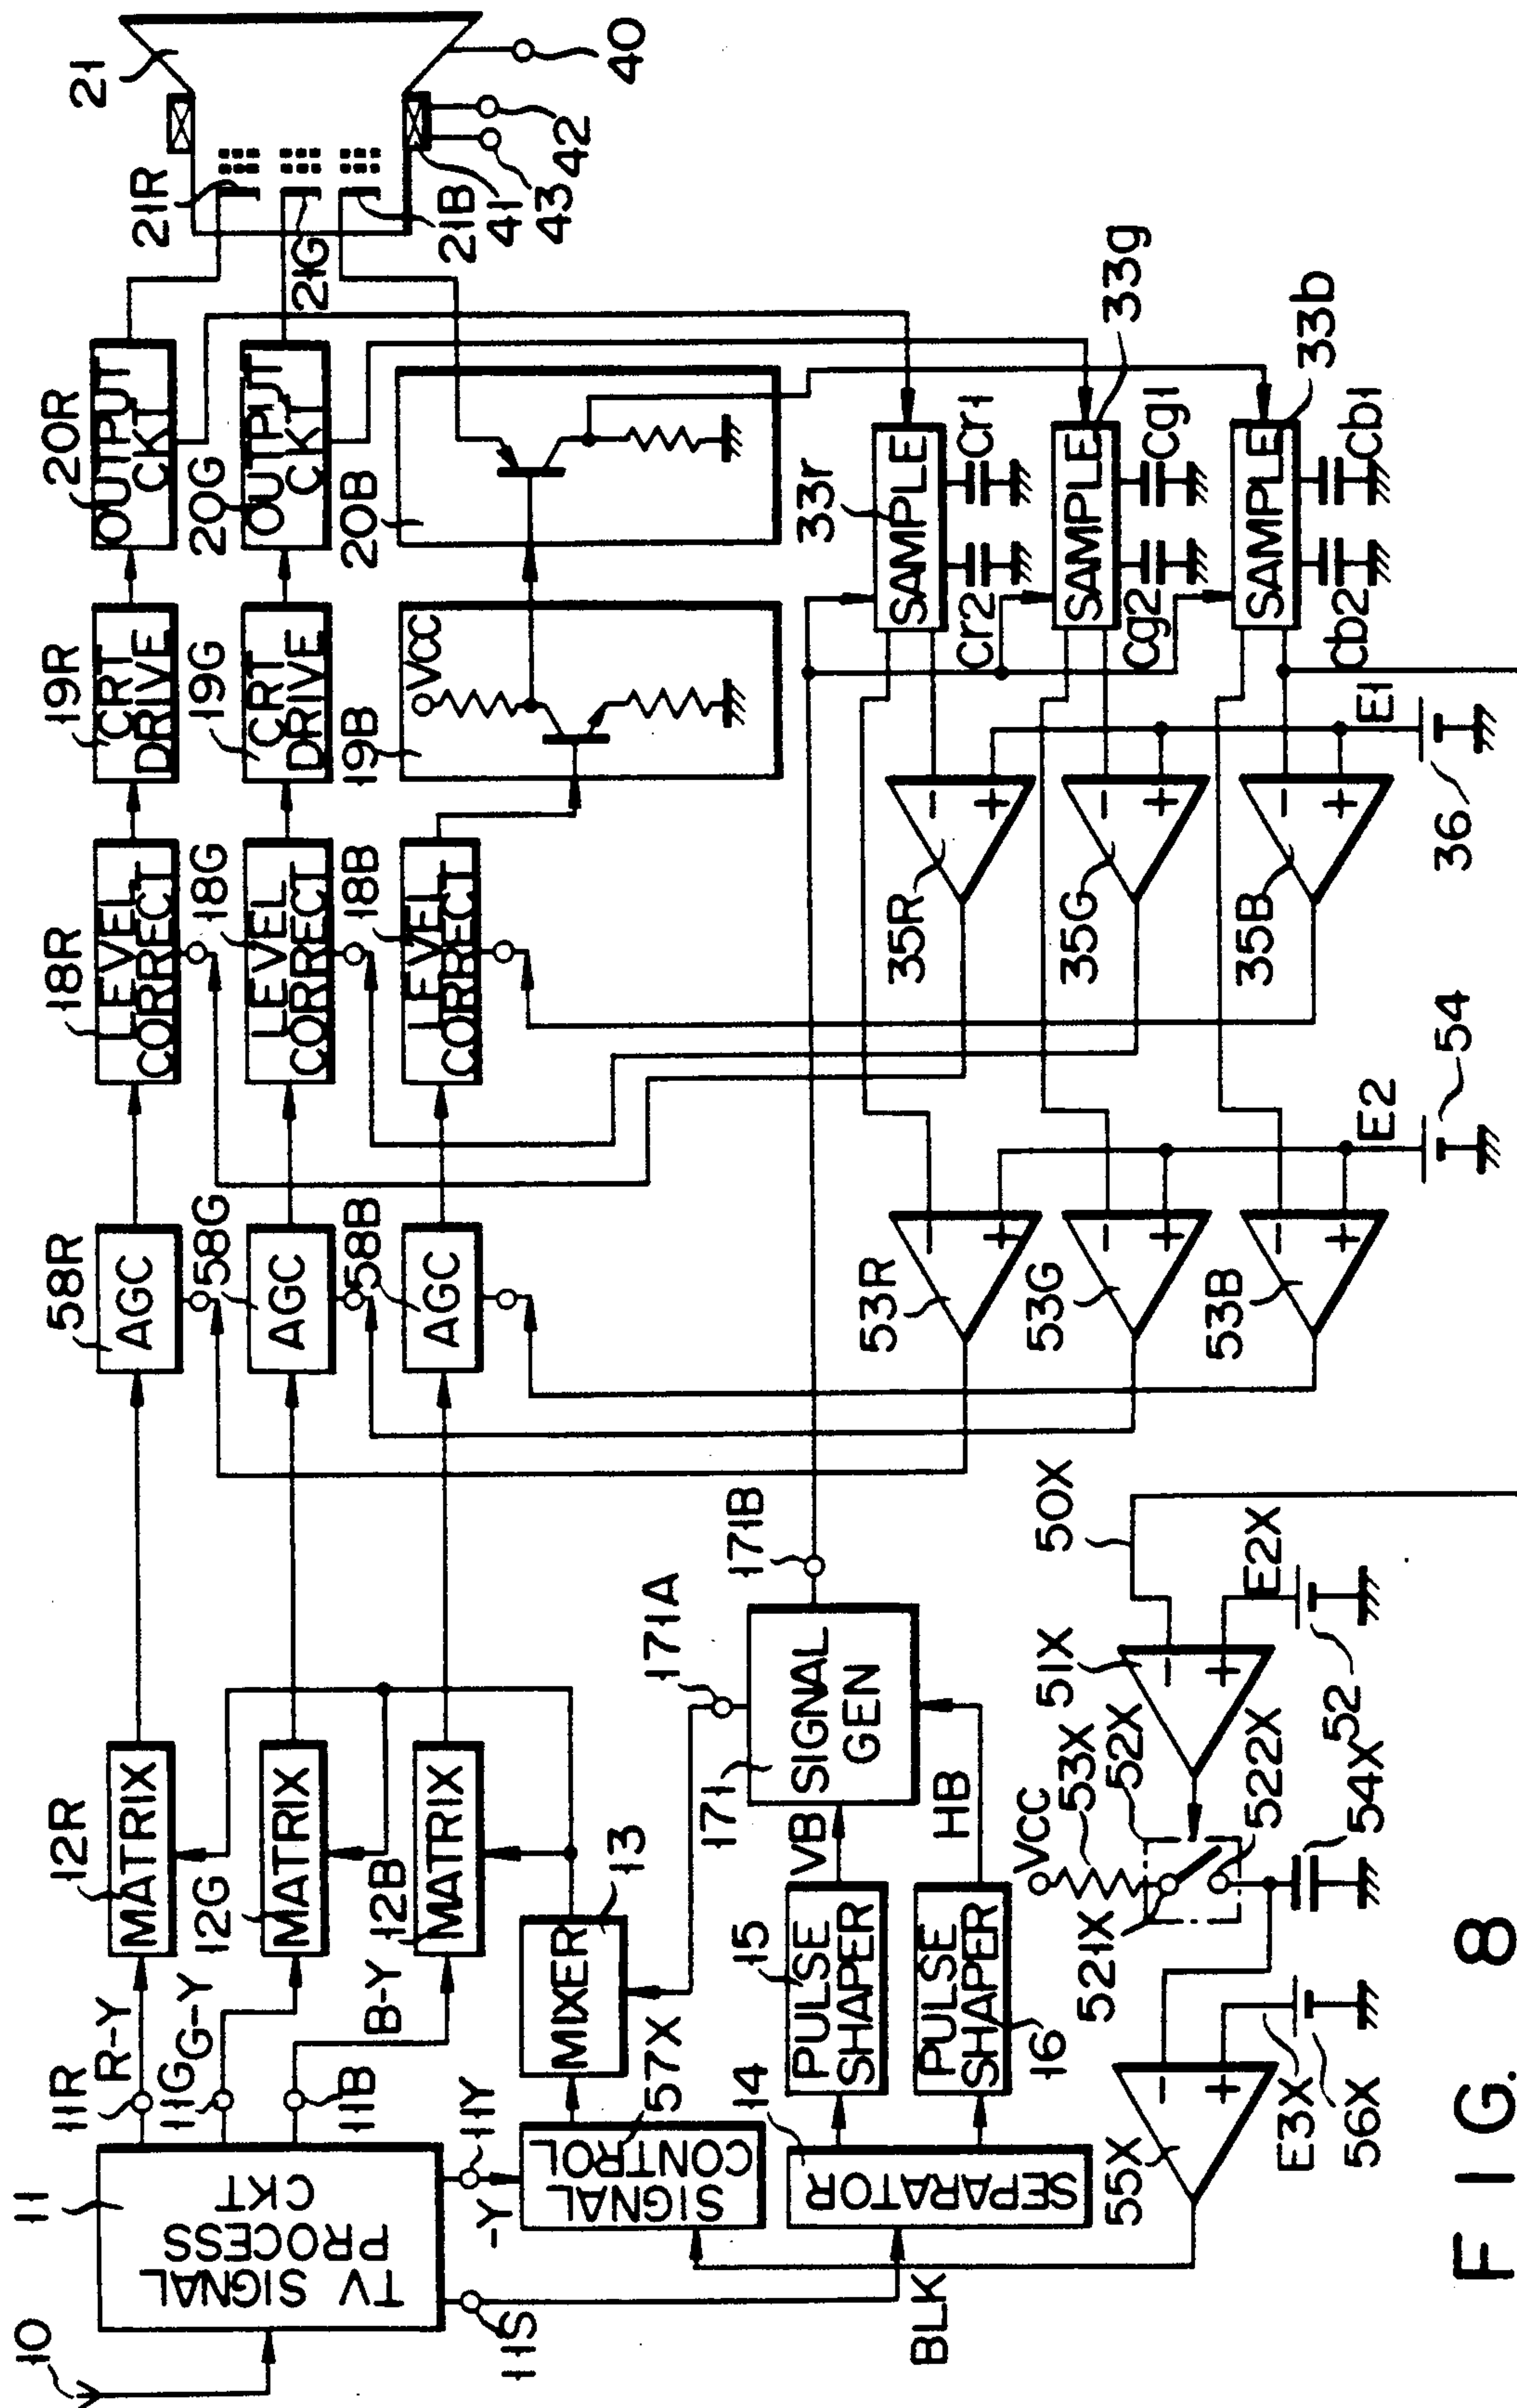 10
11
TV SIGNAL
PROCESS
CKT
11R
R-Y
11G
G-Y
11B
B-Y
11Y
-Y
11S
BLK
12R
MATRIX
12G
MATRIX
12B
MATRIX
13
MIXER
57X
SIGNAL
CONTROL
14
SEPARATOR
15
PULSE
SHAPER
VB
PULSE
SHAPER
16
HB
171
SIGNAL
GEN
171A
171B
58R
AGC
58G
AGC
58B
AGC
18R
LEVEL
CORRECT
18G
LEVEL
CORRECT
18B
LEVEL
CORRECT
19R
CRT
DRIVE
19G
CRT
DRIVE
19B
VCC
20R
OUTPUT
CKT
20G
OUTPUT
CKT
20B
21
21R
21G
21B
40
41
42
43
33r
SAMPLE
Cr1
Cr2
33g
SAMPLE
Cg1
Cg2
33b
SAMPLE
Cb1
Cb2
35R
- +
35G
- +
35B
- +
E1
36
53R
- +
53G
- +
53B
- +
E2
54
50X
51X
- +
E2X
52
52X
53X
VCC
521X
522X
54X
55X
- +
E3X
56X
FIG. 8